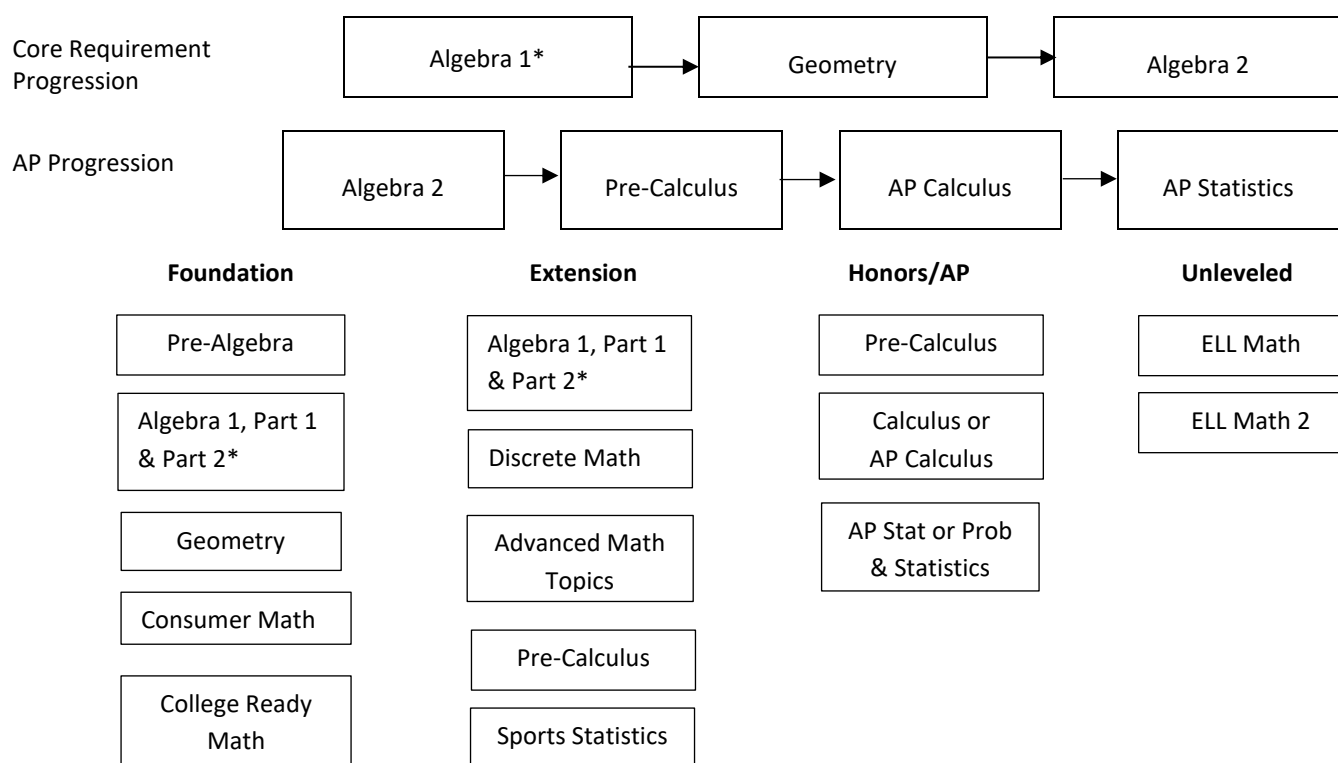 Core Requirement
Progression
Algebra 1*
Geometry
Algebra 2
AP Progression
Algebra 2
Pre-Calculus
AP Calculus
AP Statistics
Foundation
Pre-Algebra
Algebra 1, Part 1
& Part 2*
Geometry
Consumer Math
College Ready
Math
Extension
Algebra 1, Part 1
& Part 2*
Discrete Math
Advanced Math
Topics
Pre-Calculus
Sports Statistics
Honors/AP
Pre-Calculus
Calculus or
AP Calculus
AP Stat or Prob
& Statistics
Unleveled
ELL Math
ELL Math 2